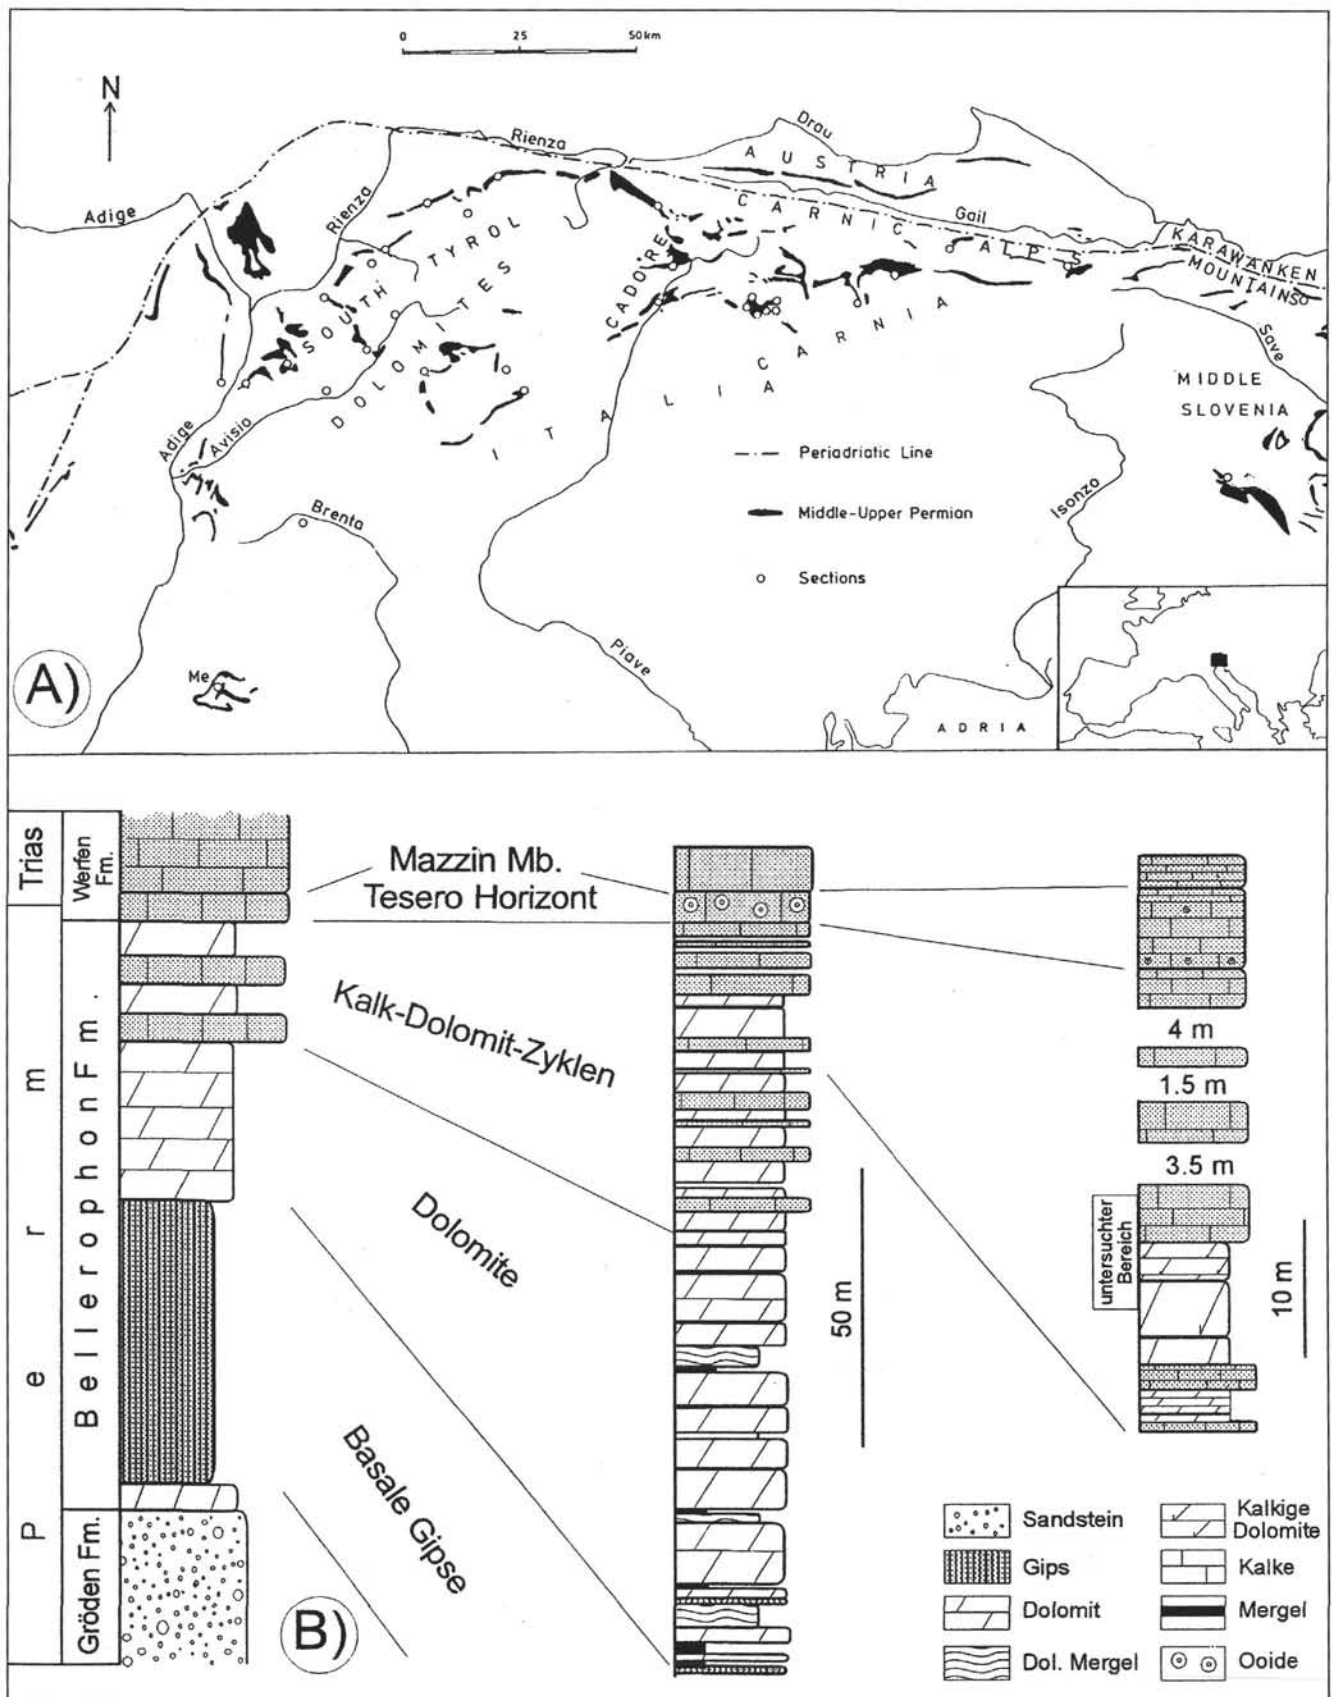 0 25 50 km
N
Drau
Rienza
AUSTRIA
Adige
Rienza
CARNIC ALPS
Gail
KARAWANKEN
MOUTAINS
SOUTH TYROL
DOLOMITES
CADORE
CARNIA
Save
ITALIA
MIDDLE
SLOVENIA
Adige
Avisio
Periadriatic Line
Isonzo
Brenta
Middle-Upper Permian
Sections
Piave
Me
A)
ADRIA
Trias
Werfen
Fm.
Mazzin Mb.
Tesero Horizont
Kalk-Dolomit-Zyklen
4 m
1.5 m
3.5 m
Perm
Bellerophon Fm.
Dolomite
untersuchter
Bereich
50 m
10 m
Basale Gipse
Gröden Fm.
B)
Sandstein
Gips
Dolomit
Dol. Mergel
Kalkige
Dolomite
Kalke
Mergel
Ooide